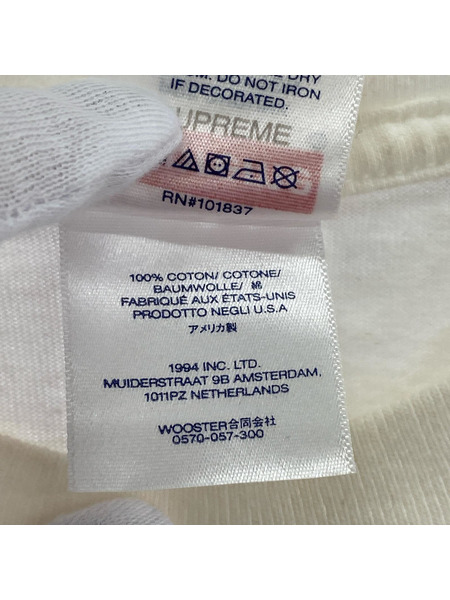 DRY
M. DO NOT IRON
IF DECORATED.
UPREME
RN#101837
100% COTON/ COTONE/
BAUMWOLLE/ 綿
FABRIQUÉ AUX ÉTATS-UNIS
PRODOTTO NEGLI U.S.A
アメリカ製
1994 INC. LTD.
MUIDERSTRAAT 9B AMSTERDAM,
1011PZ NETHERLANDS
WOOSTER合同会社
0570-057-300